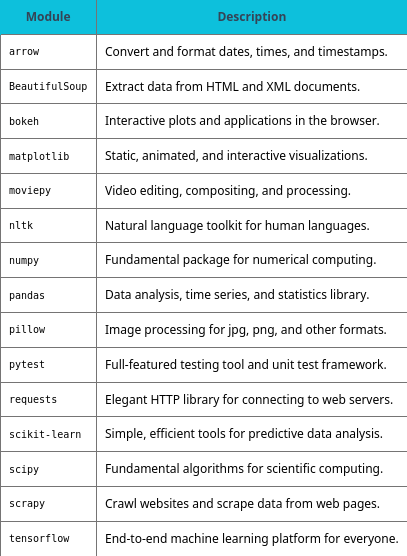 Module Description
arrow Convert and format dates, times, and timestamps.
BeautifulSoup Extract data from HTML and XML documents.
bokeh Interactive plots and applications in the browser.
matplotlib Static, animated, and interactive visualizations.
moviepy Video editing, compositing, and processing.
nltk Natural language toolkit for human languages.
numpy Fundamental package for numerical computing.
pandas Data analysis, time series, and statistics library.
pillow Image processing for jpg, png, and other formats.
pytest Full-featured testing tool and unit test framework.
requests Elegant HTTP library for connecting to web servers.
scikit-learn Simple, efficient tools for predictive data analysis.
scipy Fundamental algorithms for scientific computing.
scrapy Crawl websites and scrape data from web pages.
tensorflow End-to-end machine learning platform for everyone.